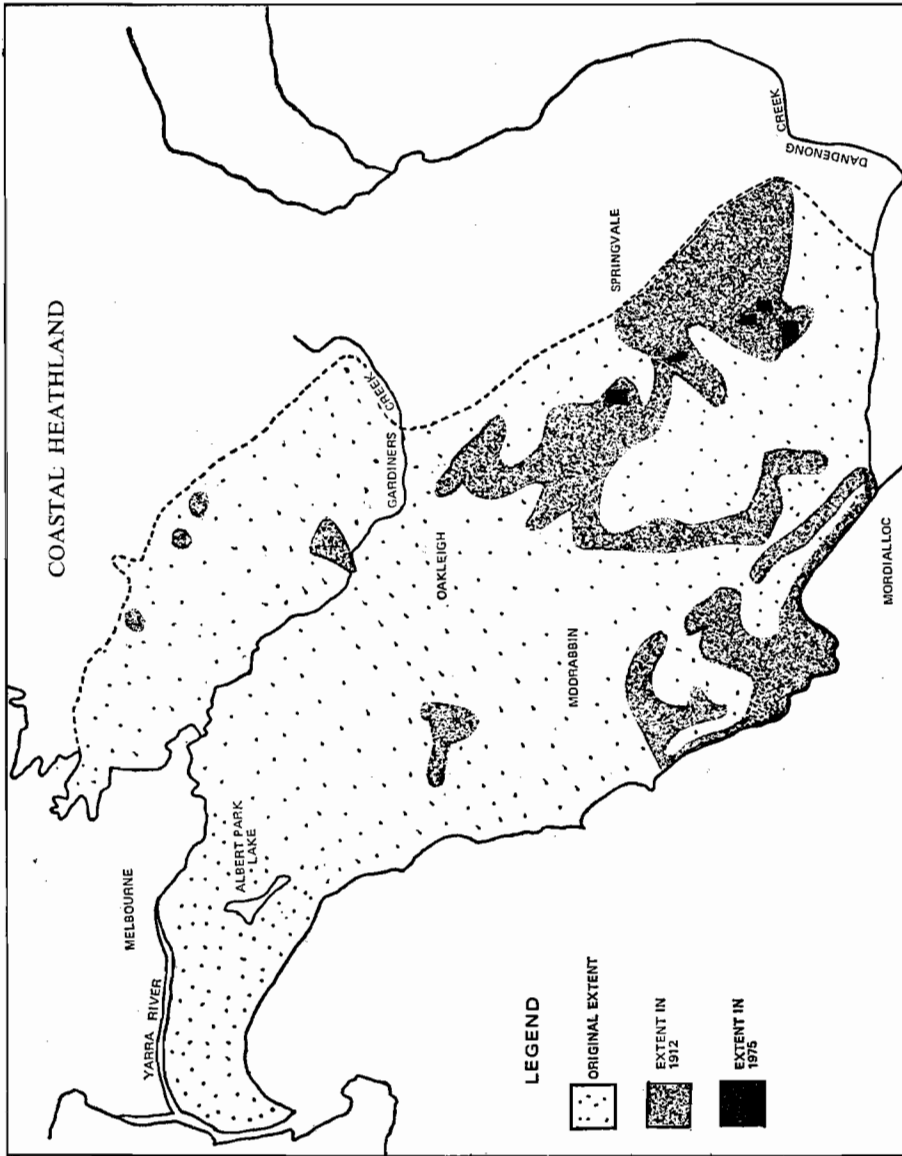 COASTAL HEATHLAND
MELBOURNE
YARRA RIVER
ALBERT PARK
LAKE
GARDINERS
CREEK
OAKLEIGH
SPRINGVALE
MOORABBIN
MORDIALLOC
DANDENONG
CREEK
LEGEND
ORIGINAL EXTENT
EXTENT IN
1912
EXTENT IN
1975